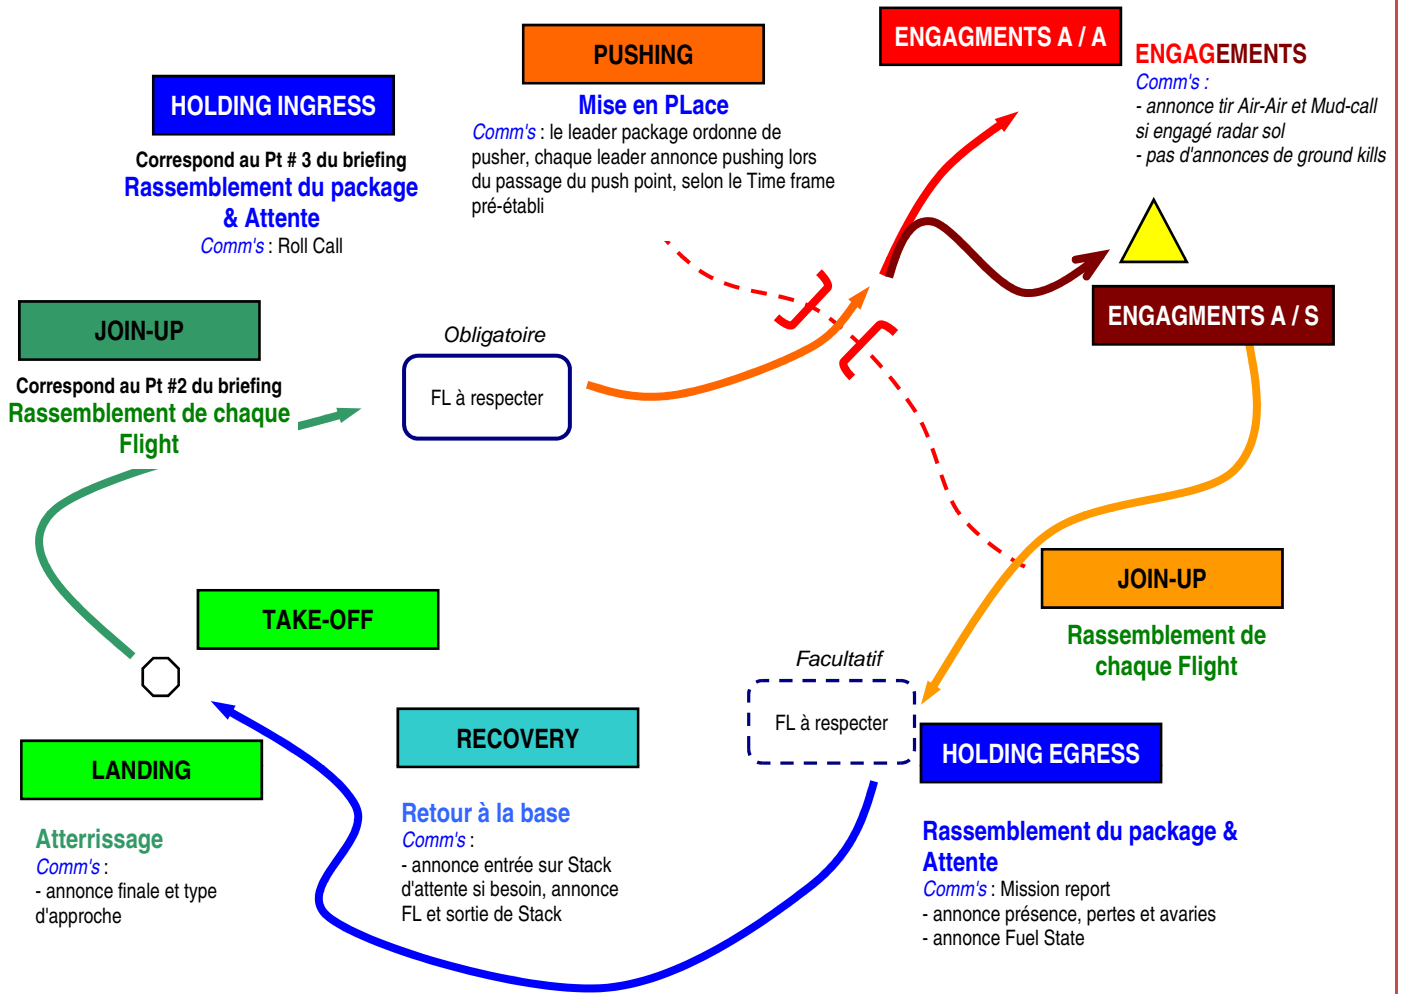 HOLDING INGRESS
Correspond au Pt # 3 du briefing
Rassemblement du package
& Attente
Comm's : Roll Call
PUSHING
Mise en PLace
Comm's : le leader package ordonne de
pusher, chaque leader annonce pushing lors
du passage du push point, selon le Time frame
pré-établi
ENGAGMENTS A / A
ENGAGEMENTS
Comm's :
- annonce tir Air-Air et Mud-call
si engagé radar sol
- pas d'annonces de ground kills
ENGAGMENTS A / S
JOIN-UP
Correspond au Pt #2 du briefing
Rassemblement de chaque
Flight
Obligatoire
FL à respecter
TAKE-OFF
JOIN-UP
Rassemblement de
chaque Flight
Facultatif
FL à respecter
HOLDING EGRESS
Rassemblement du package &
Attente
Comm's : Mission report
- annonce présence, pertes et avaries
- annonce Fuel State
RECOVERY
Retour à la base
Comm's :
- annonce entrée sur Stack
d'attente si besoin, annonce
FL et sortie de Stack
LANDING
Atterrissage
Comm's :
- annonce finale et type
d'approche